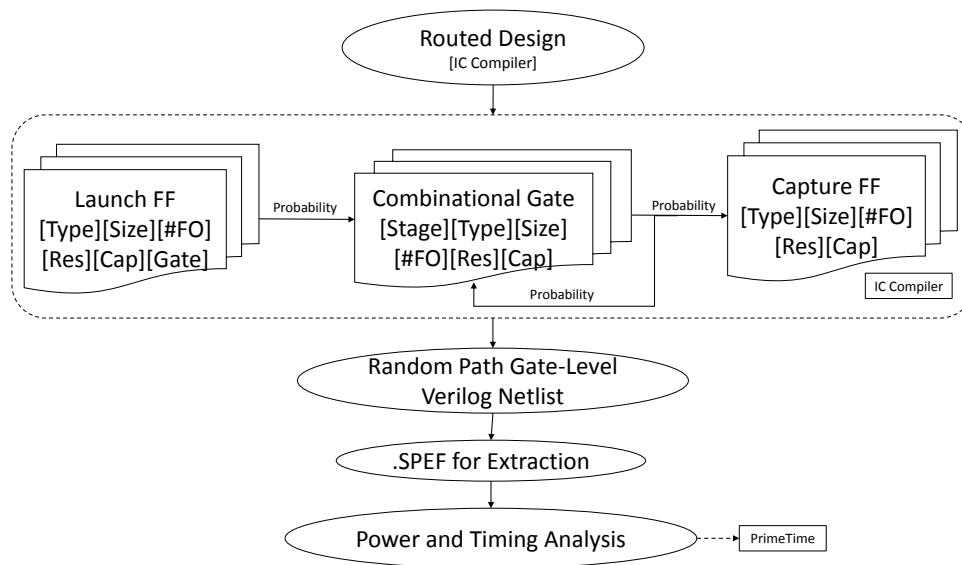 Routed Design
[IC Compiler]
Launch FF
[Type][Size][#FO]
[Res][Cap][Gate]
Probability
Combinational Gate
[Stage][Type][Size]
[#FO][Res][Cap]
Probability
Probability
Capture FF
[Type][Size][#FO]
[Res][Cap]
IC Compiler
Random Path Gate-Level
Verilog Netlist
.SPEF for Extraction
Power and Timing Analysis
PrimeTime